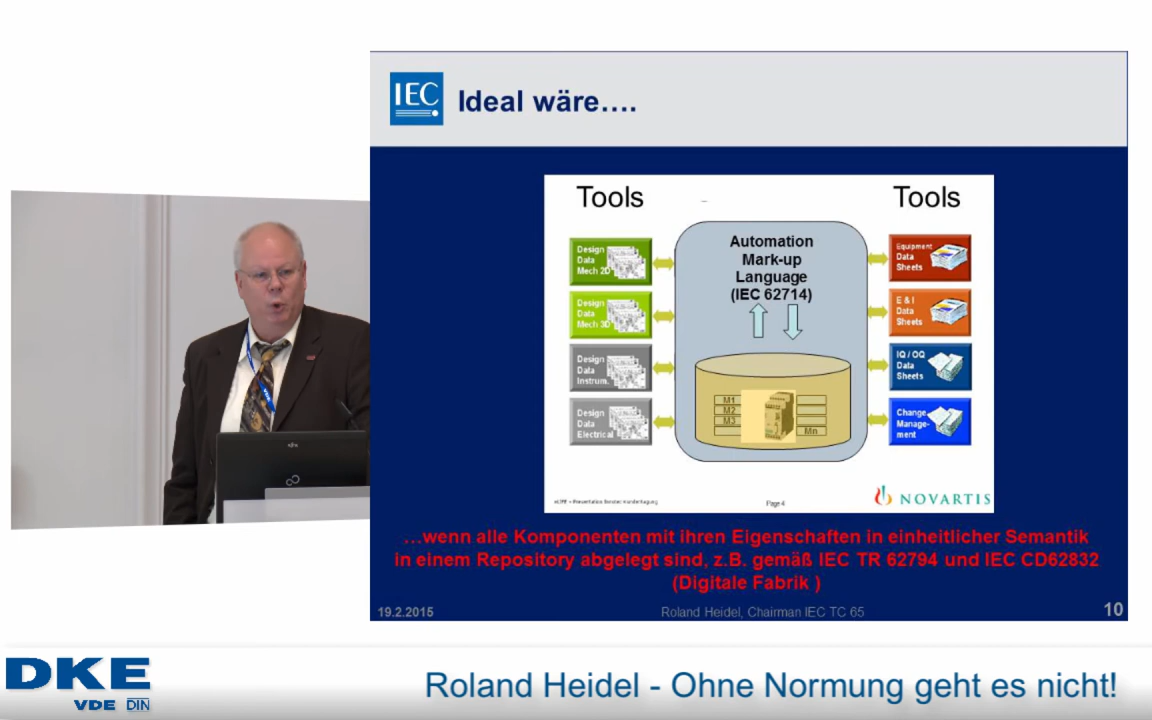 IEC
Ideal wäre….
Tools
Tools
Automation
Mark-up
Language
(IEC 62714)
Design
Data
Mech 2D
Design
Data
Mech 3D
Design
Data
Instrum.
Design
Data
Electrical
Equipment
Data
Sheets
E & I
Data
Sheets
IQ / OQ
Data
Sheets
Change
Manage-
ment
M1
M2
M3
Mn
Page 4
NOVARTIS
…wenn alle Komponenten mit ihren Eigenschaften in einheitlicher Semantik
in einem Repository abgelegt sind, z.B. gemäß IEC TR 62794 und IEC CD62832
(Digitale Fabrik )
19.2.2015
Roland Heidel, Chairman IEC TC 65
10
DKE
VDE DIN
Roland Heidel - Ohne Normung geht es nicht!